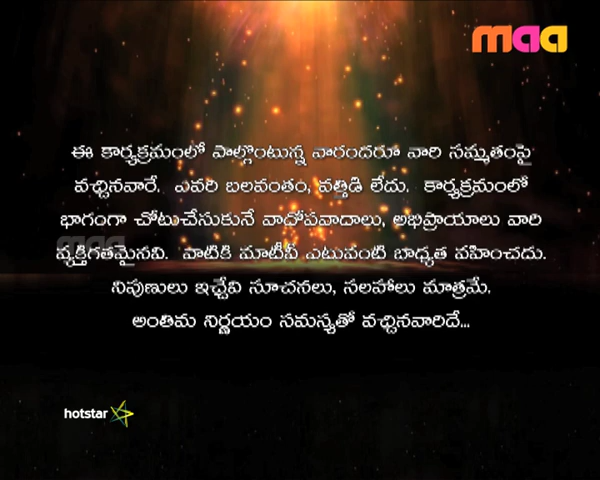 maa
ఈ కార్యక్రమంలో పాల్గొంటున్న వారందరూ వారి సమ్మతంపై
వచ్చినవారే. ఎవరి బలవంతం, వత్తిడి లేదు. కార్యక్రమంలో
భాగంగా చోటుచేసుకునే వాదోపవాదాలు, అభిప్రాయాలు వారి
maa
వ్యక్తిగతమైనవి. వాటికి మాటీవీ ఎటువంటి బాధ్యత వహించదు.
నిపుణులు ఇచ్చేవి సూచనలు, సలహాలు మాత్రమే.
అంతిమ నిర్ణయం సమస్యతో వచ్చినవారిదే...
hotstar